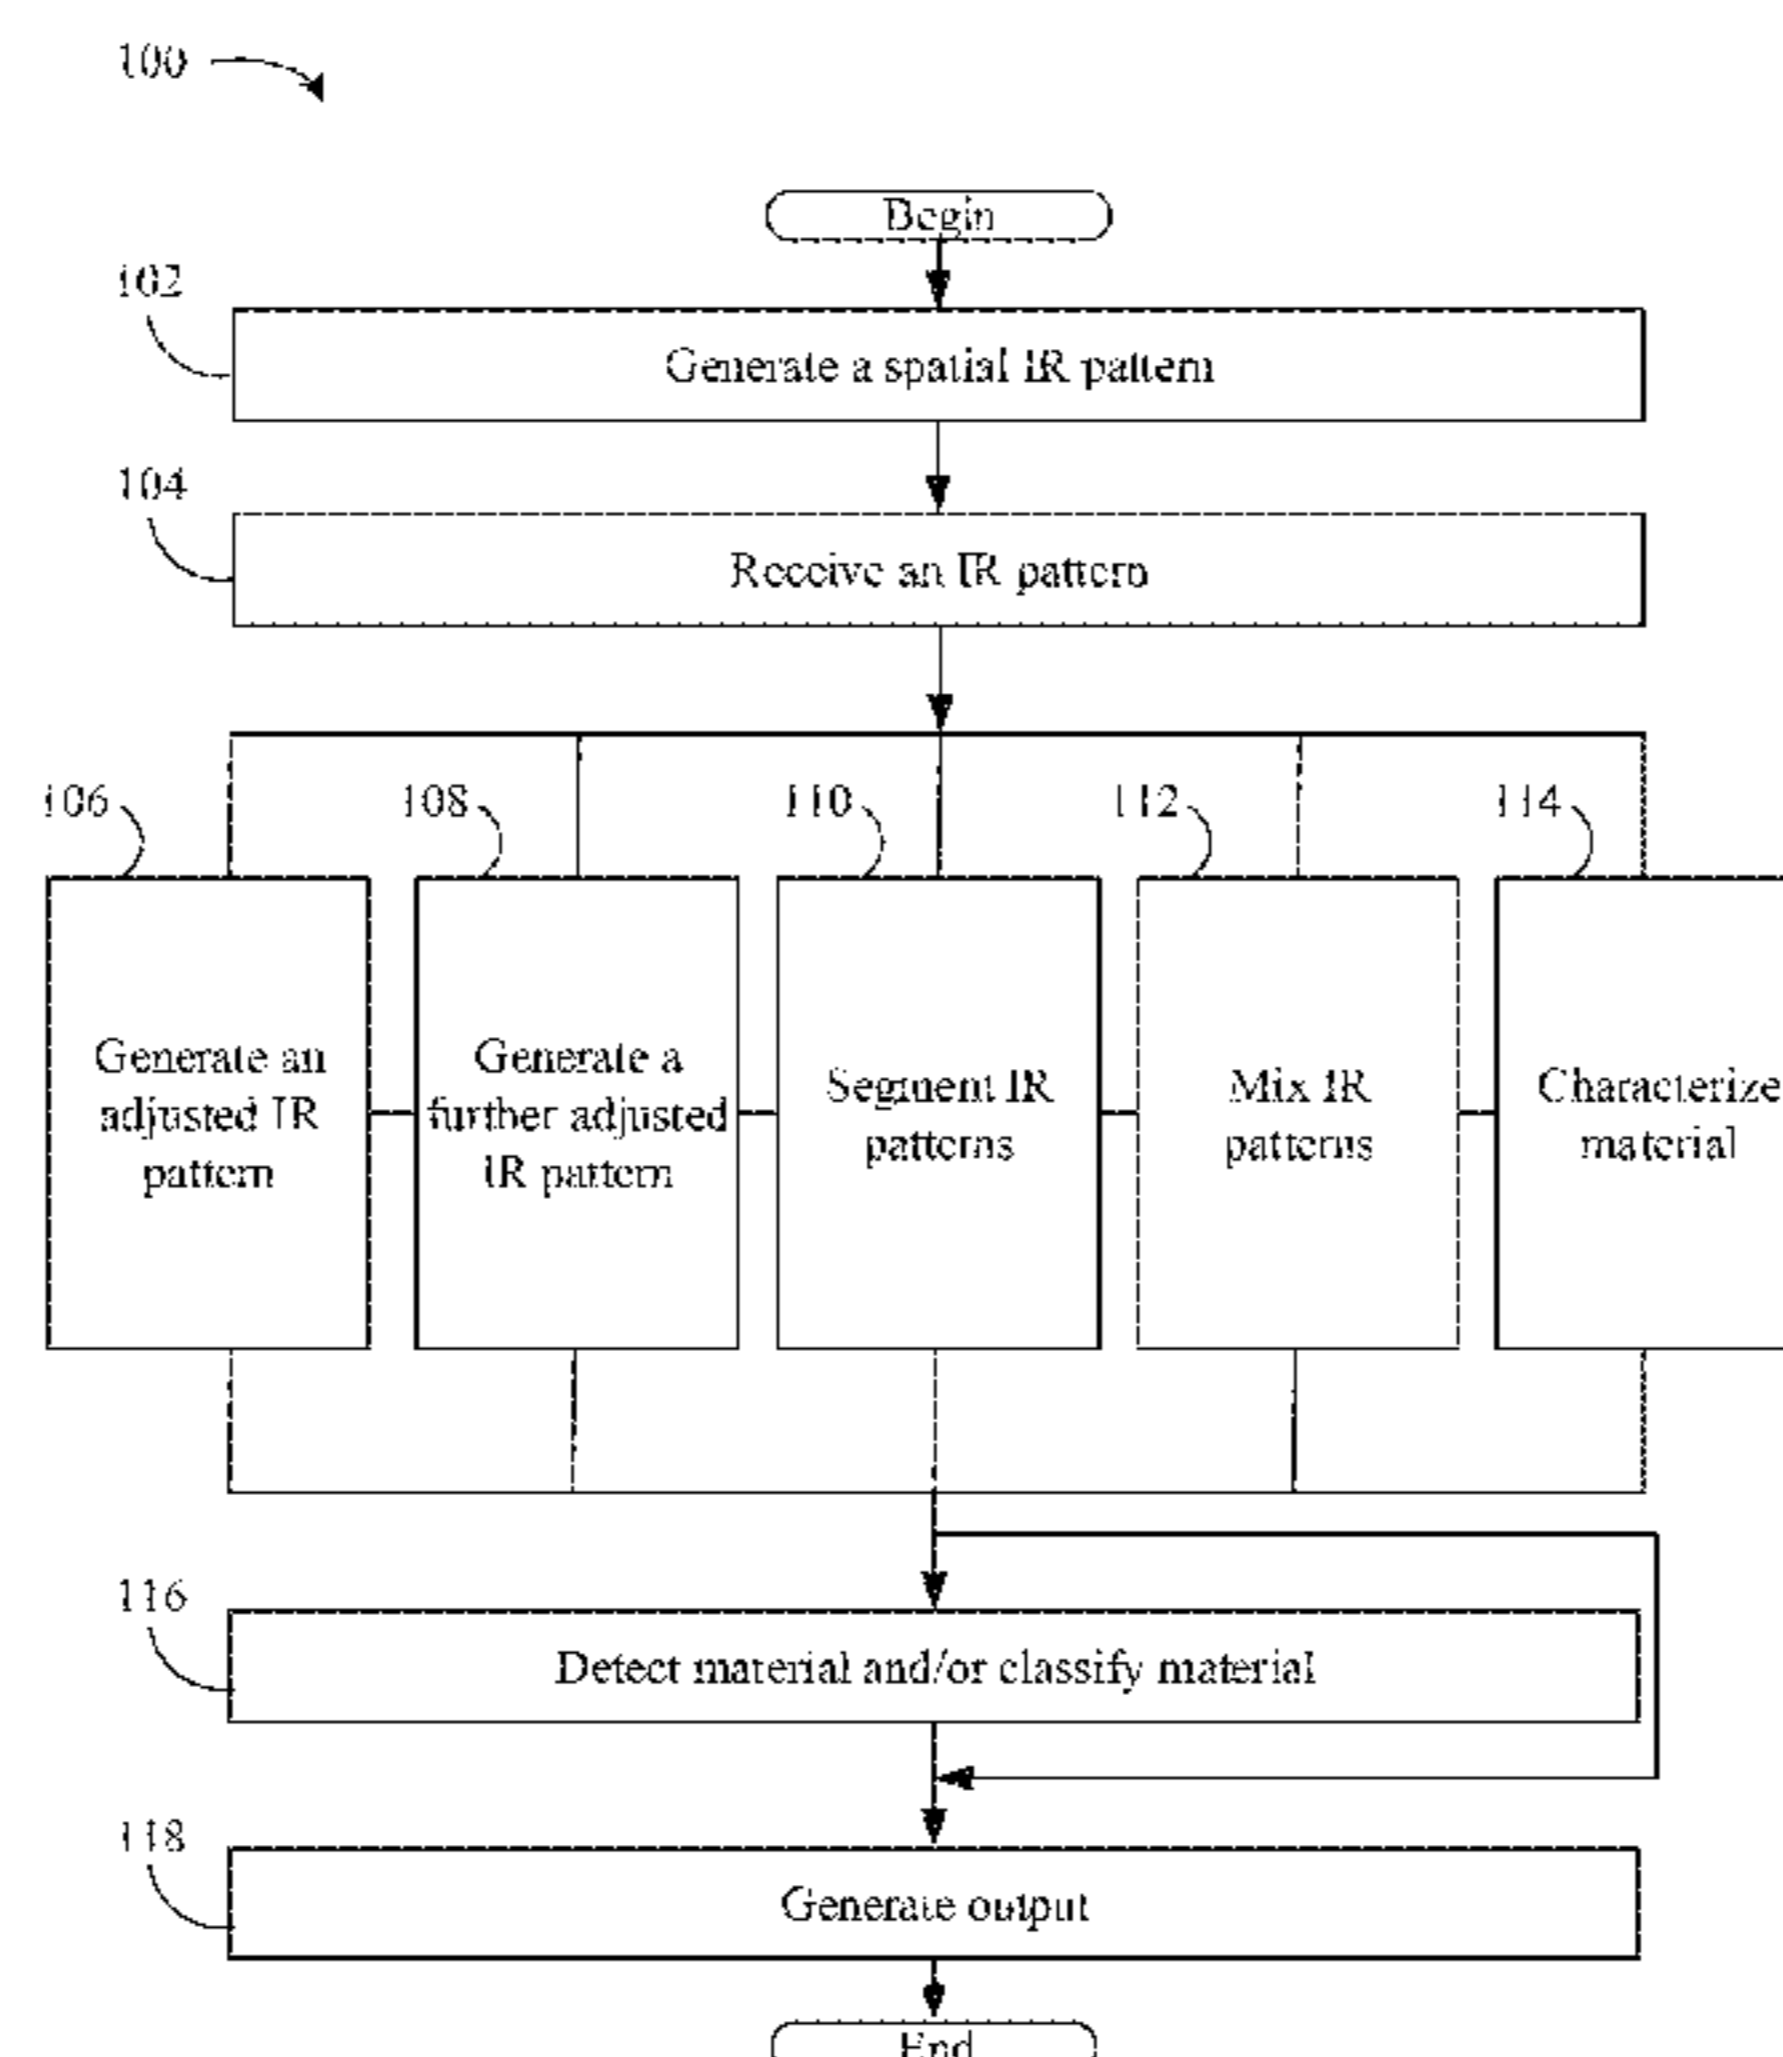 100
Begin
102
Generate a spatial IR pattern
104
Receive an IR pattern
106
108
110
112
114
Generate an
adjusted IR
pattern
Generate a
further adjusted
IR pattern
Segment IR
patterns
Mix IR
patterns
Characterize
material
116
Detect material and/or classify material
118
Generate output
End